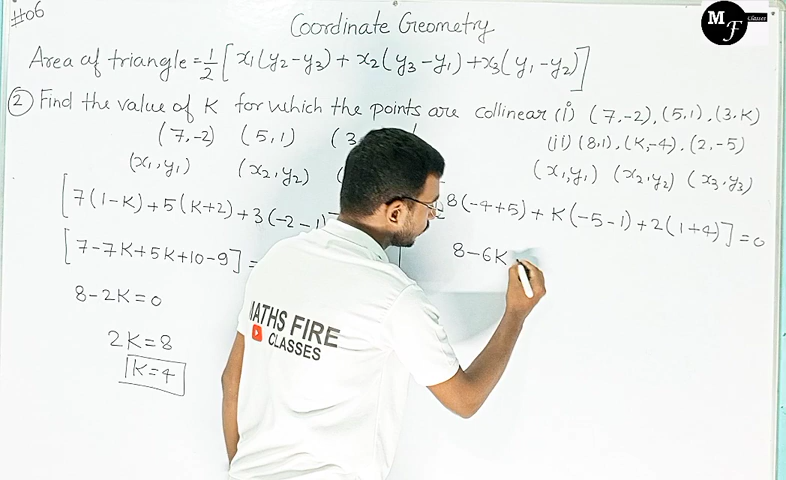 #06
Coordinate Geometry
M F Classes
Area of triangle = 1/2 [x₁(y₂-y₃) + x₂(y₃-y₁) + x₃(y₁-y₂)]
② Find the value of K for which the points are collinear (i) (7,-2), (5,1), (3,K)
(7,-2) (5,1) (3
(ii) (8,1), (K,-4), (2,-5)
(x₁,y₁) (x₂,y₂)
(x₁,y₁) (x₂,y₂) (x₃,y₃)
[7(1-K)+5(K+2)+3(-2-1)
8(-4+5)+K(-5-1)+2(1+4)]=0
[7-7K+5K+10-9]=
8-6K
8-2K=0
2K=8
K=4
MATHS FIRE
CLASSES